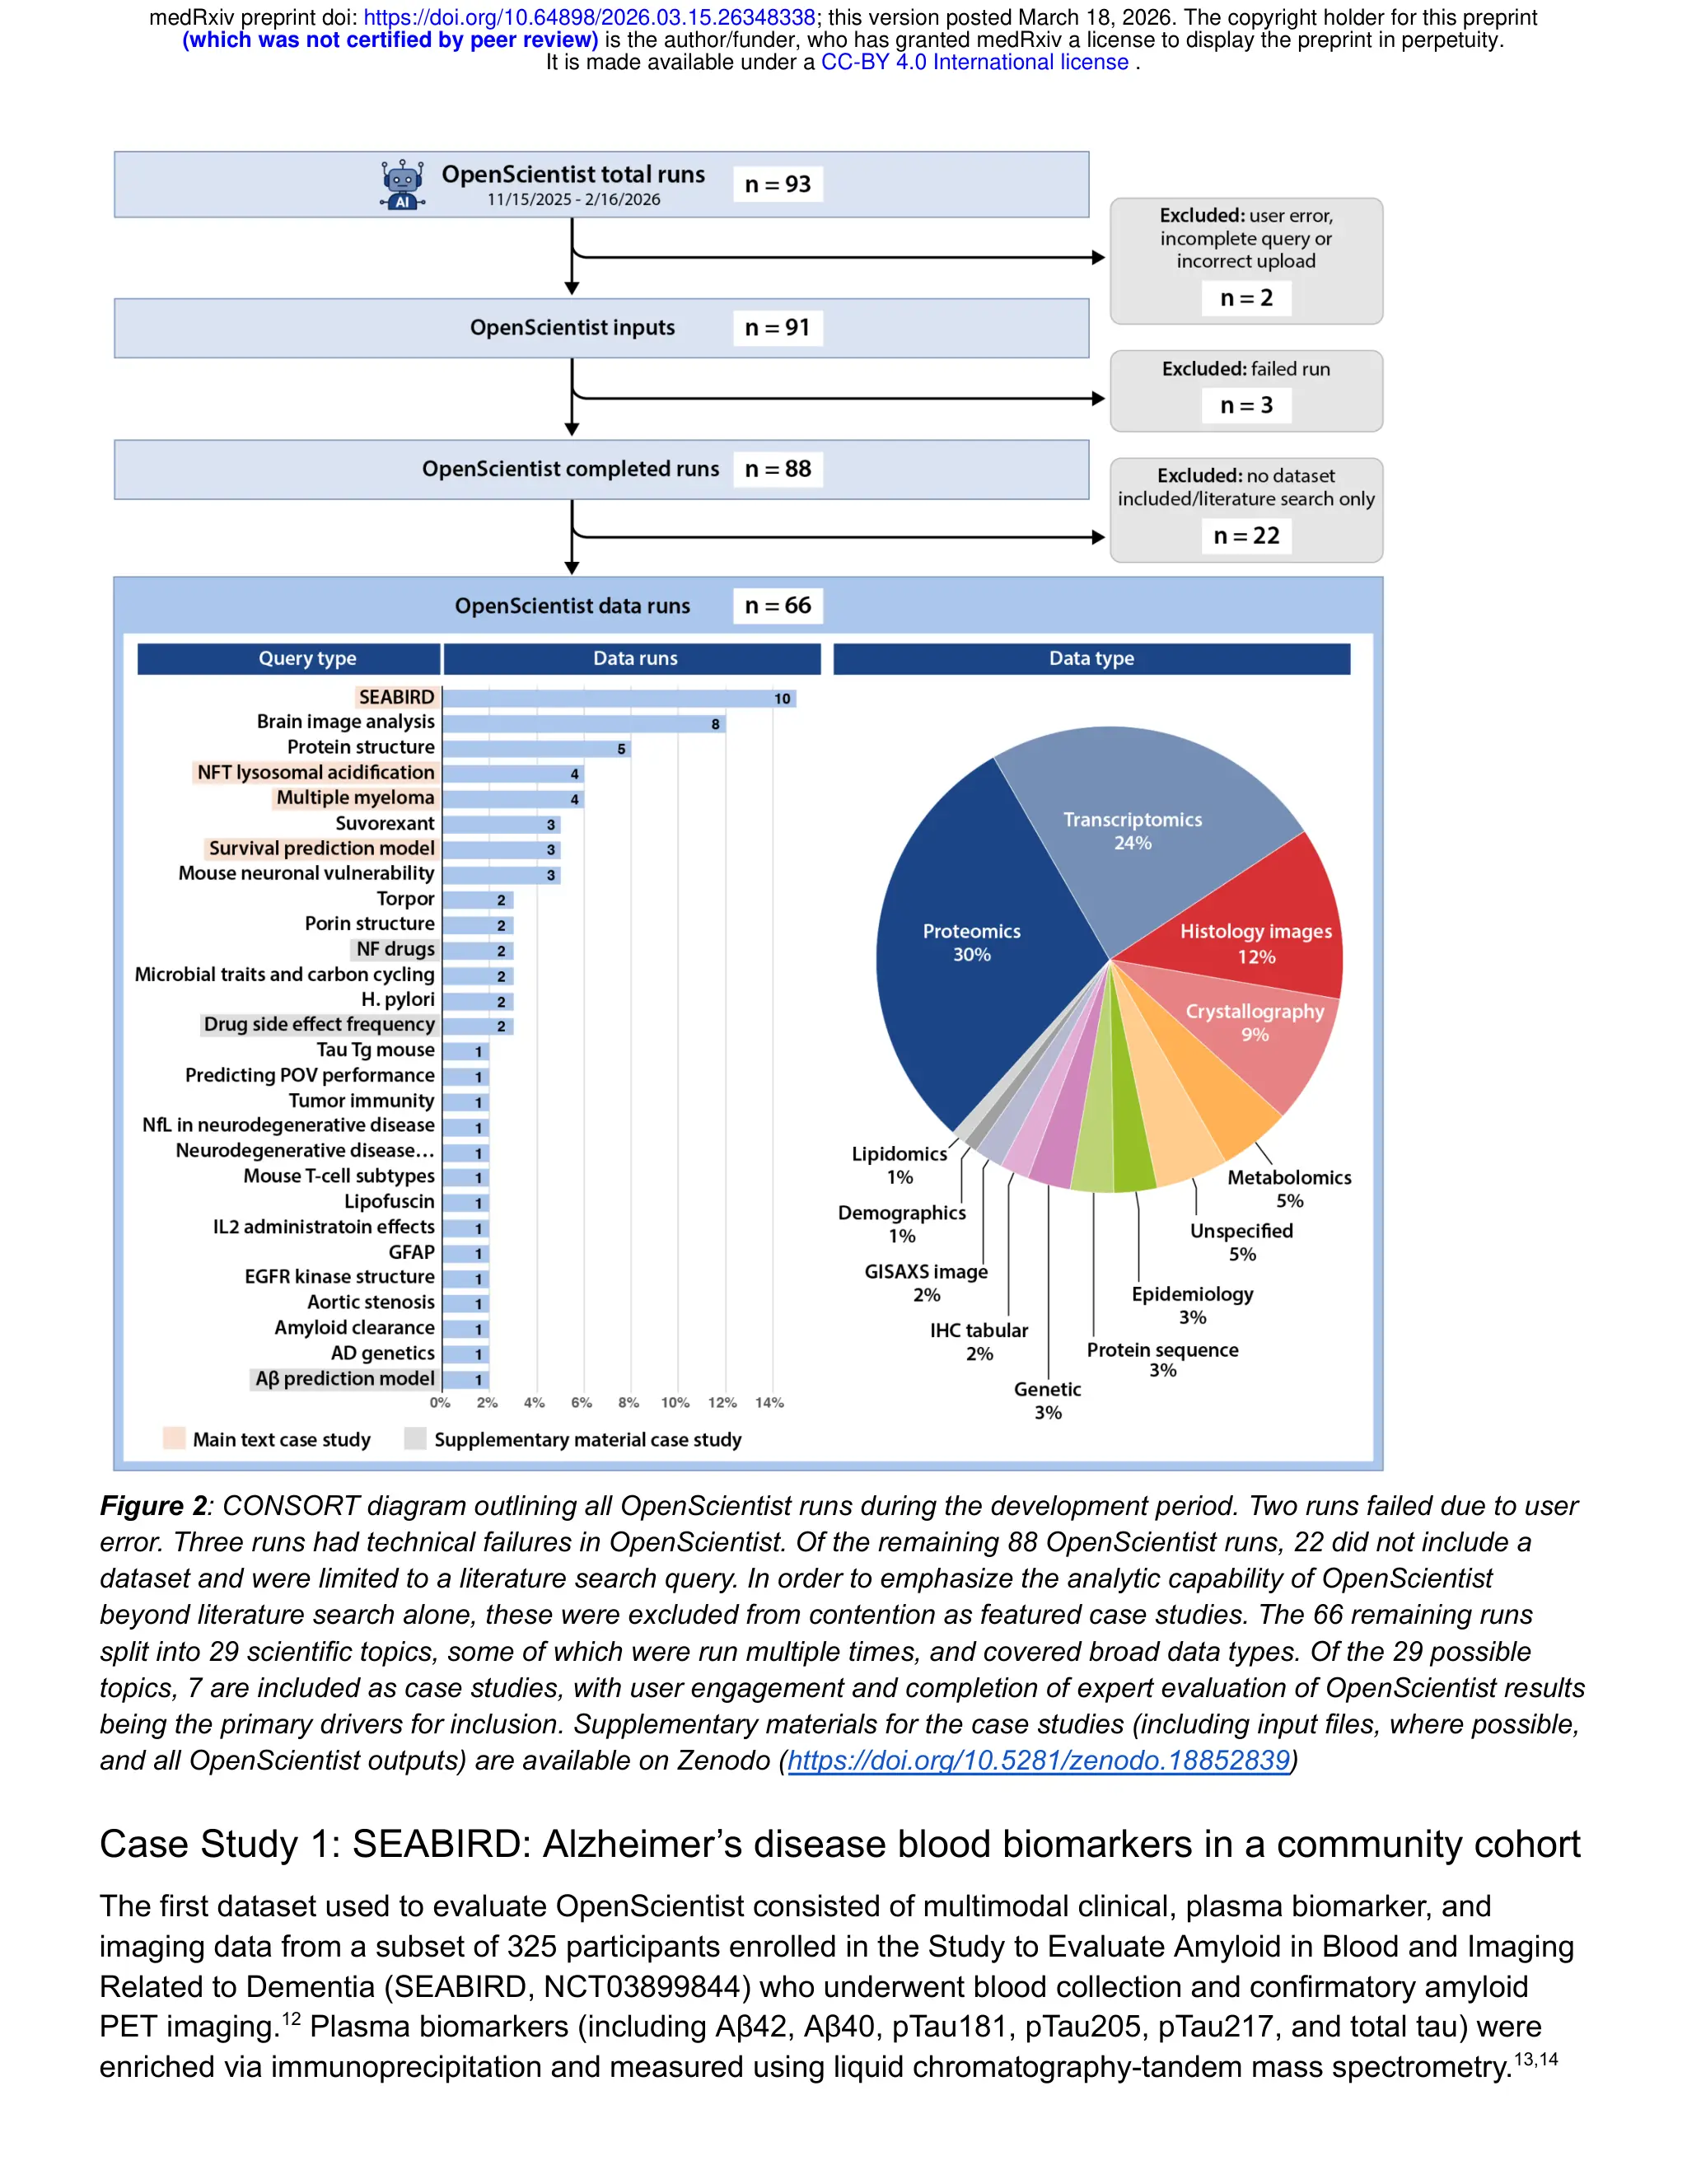 medRxiv preprint doi: https://doi.org/10.64898/2026.03.15.26348338; this version posted March 18, 2026. The copyright holder for this preprint
(which was not certified by peer review) is the author/funder, who has granted medRxiv a license to display the preprint in perpetuity.
It is made available under a CC-BY 4.0 International license .
AI
OpenScientist total runs n = 93
11/15/2025 - 2/16/2026
Excluded: user error,
incomplete query or
incorrect upload
n = 2
OpenScientist inputs n = 91
Excluded: failed run
n = 3
OpenScientist completed runs n = 88
Excluded: no dataset
included/literature search only
n = 22
OpenScientist data runs n = 66
Query type Data runs
SEABIRD 10
Brain image analysis 8
Protein structure 5
NFT lysosomal acidification 4
Multiple myeloma 4
Suvorexant 3
Survival prediction model 3
Mouse neuronal vulnerability 3
Torpor 2
Porin structure 2
NF drugs 2
Microbial traits and carbon cycling 2
H. pylori 2
Drug side effect frequency 2
Tau Tg mouse 1
Predicting POV performance 1
Tumor immunity 1
NfL in neurodegenerative disease 1
Neurodegenerative disease... 1
Mouse T-cell subtypes 1
Lipofuscin 1
IL2 administratoin effects 1
GFAP 1
EGFR kinase structure 1
Aortic stenosis 1
Amyloid clearance 1
AD genetics 1
Aβ prediction model 1
0% 2% 4% 6% 8% 10% 12% 14%
Main text case study Supplementary material case study
Data type
Transcriptomics
24%
Proteomics
30%
Histology images
12%
Crystallography
9%
Metabolomics
5%
Unspecified
5%
Epidemiology
3%
Protein sequence
3%
Genetic
3%
IHC tabular
2%
GISAXS image
2%
Demographics
1%
Lipidomics
1%
Figure 2: CONSORT diagram outlining all OpenScientist runs during the development period. Two runs failed due to user
error. Three runs had technical failures in OpenScientist. Of the remaining 88 OpenScientist runs, 22 did not include a
dataset and were limited to a literature search query. In order to emphasize the analytic capability of OpenScientist
beyond literature search alone, these were excluded from contention as featured case studies. The 66 remaining runs
split into 29 scientific topics, some of which were run multiple times, and covered broad data types. Of the 29 possible
topics, 7 are included as case studies, with user engagement and completion of expert evaluation of OpenScientist results
being the primary drivers for inclusion. Supplementary materials for the case studies (including input files, where possible,
and all OpenScientist outputs) are available on Zenodo (https://doi.org/10.5281/zenodo.18852839)
Case Study 1: SEABIRD: Alzheimer’s disease blood biomarkers in a community cohort
The first dataset used to evaluate OpenScientist consisted of multimodal clinical, plasma biomarker, and
imaging data from a subset of 325 participants enrolled in the Study to Evaluate Amyloid in Blood and Imaging
Related to Dementia (SEABIRD, NCT03899844) who underwent blood collection and confirmatory amyloid
PET imaging.12 Plasma biomarkers (including Aβ42, Aβ40, pTau181, pTau205, pTau217, and total tau) were
enriched via immunoprecipitation and measured using liquid chromatography-tandem mass spectrometry.13,14